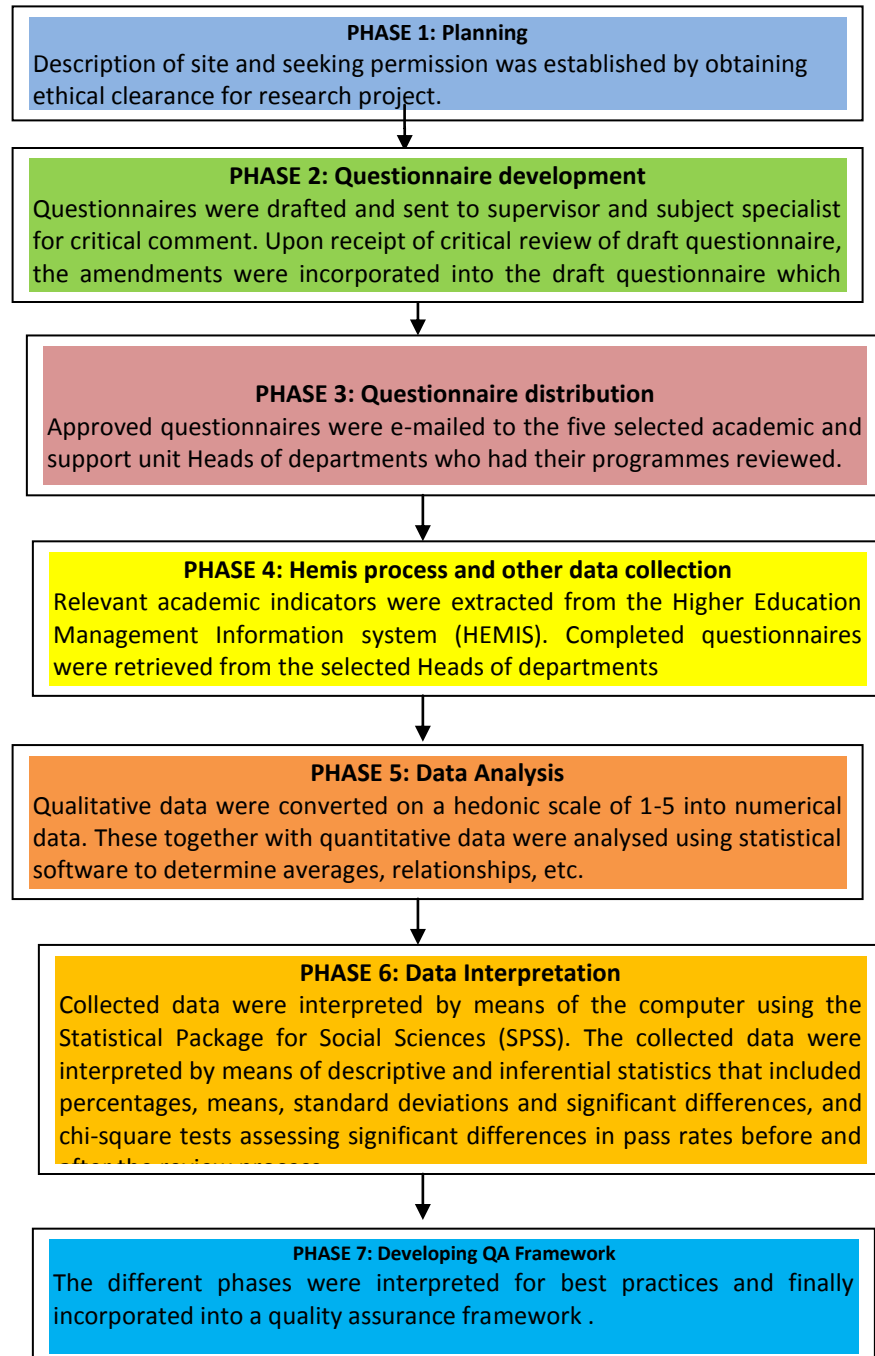 PHASE 1: Planning
Description of site and seeking permission was established by obtaining
ethical clearance for research project.
PHASE 2: Questionnaire development
Questionnaires were drafted and sent to supervisor and subject specialist
for critical comment. Upon receipt of critical review of draft questionnaire,
the amendments were incorporated into the draft questionnaire which
PHASE 3: Questionnaire distribution
Approved questionnaires were e-mailed to the five selected academic and
support unit Heads of departments who had their programmes reviewed.
PHASE 4: Hemis process and other data collection
Relevant academic indicators were extracted from the Higher Education
Management Information system (HEMIS). Completed questionnaires
were retrieved from the selected Heads of departments
PHASE 5: Data Analysis
Qualitative data were converted on a hedonic scale of 1-5 into numerical
data. These together with quantitative data were analysed using statistical
software to determine averages, relationships, etc.
PHASE 6: Data Interpretation
Collected data were interpreted by means of the computer using the
Statistical Package for Social Sciences (SPSS). The collected data were
interpreted by means of descriptive and inferential statistics that included
percentages, means, standard deviations and significant differences, and
chi-square tests assessing significant differences in pass rates before and
after the review process
PHASE 7: Developing QA Framework
The different phases were interpreted for best practices and finally
incorporated into a quality assurance framework .